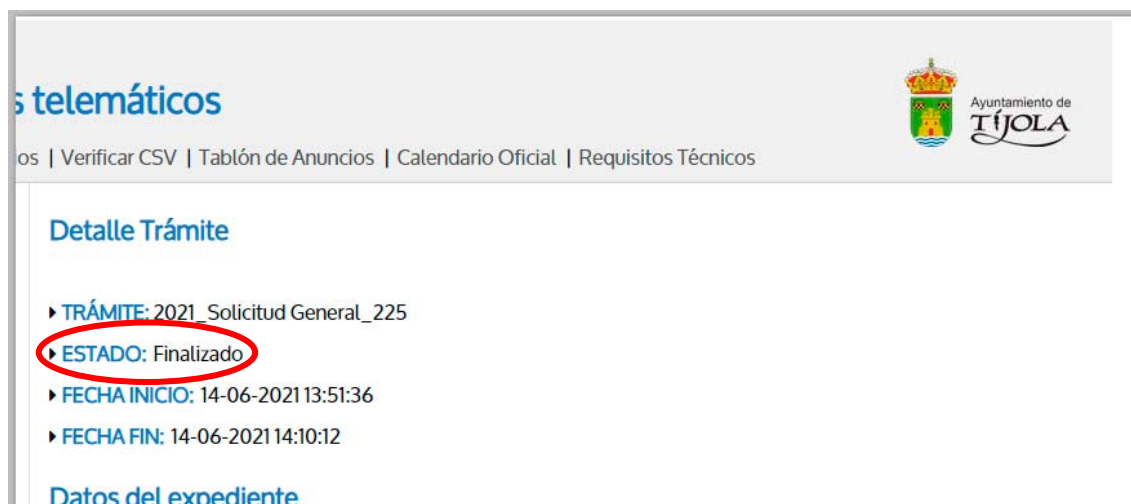 s telemáticos
Ayuntamiento de
TÍJOLA
ios | Verificar CSV | Tablón de Anuncios | Calendario Oficial | Requisitos Técnicos
Detalle Trámite
TRÁMITE: 2021_Solicitud General_225
ESTADO: Finalizado
FECHA INICIO: 14-06-2021 13:51:36
FECHA FIN: 14-06-2021 14:10:12
Datos del expediente